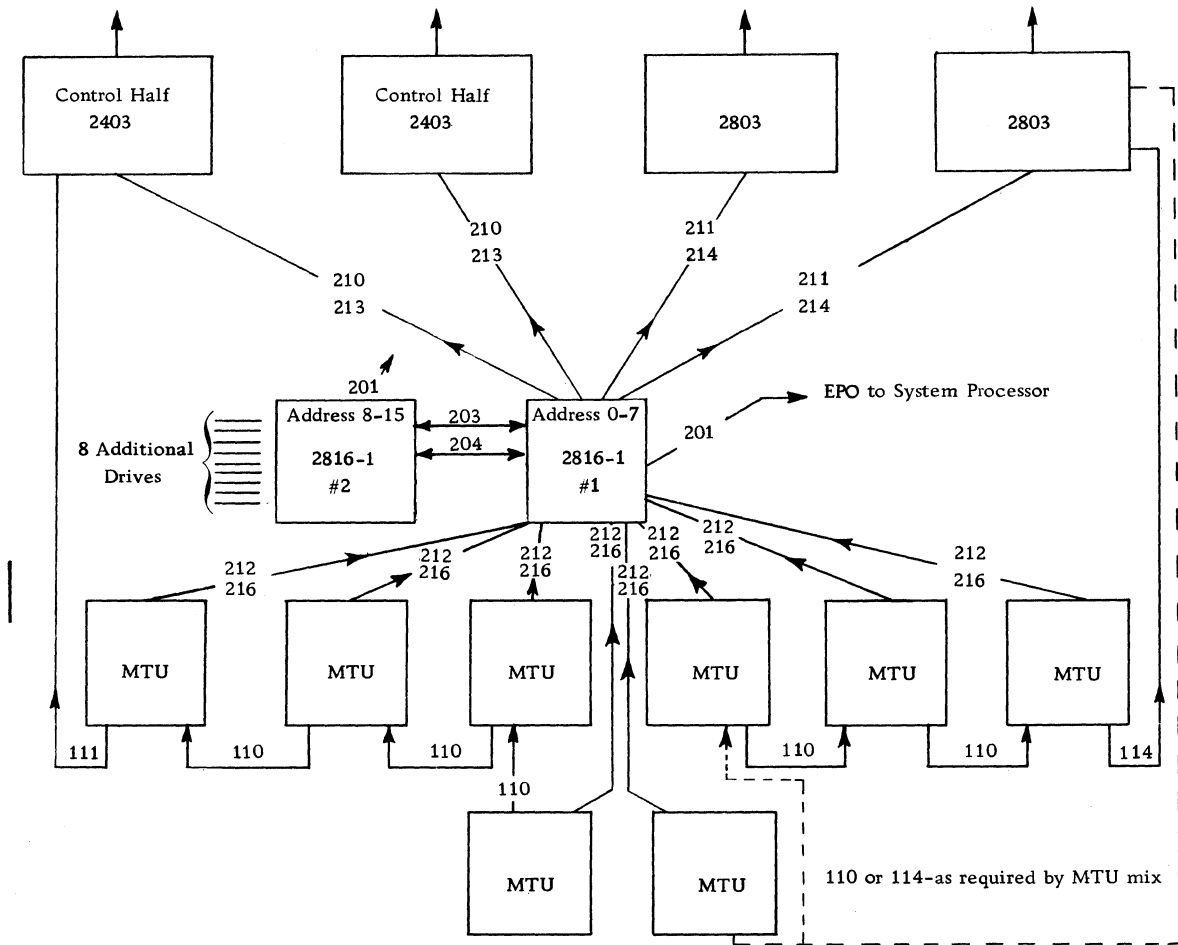 Control Half
2403
Control Half
2403
2803
2803
210
213
210
213
211
214
211
214
201
EPO to System Processor
201
8 Additional
Drives
Address 8-15
2816-1
#2
203
204
Address 0-7
2816-1
#1
212
216
212
216
212
216
212
216
212
216
212
216
212
216
212
216
MTU
MTU
MTU
MTU
MTU
MTU
111
110
110
110
110
114
110
MTU
MTU
110 or 114-as required by MTU mix